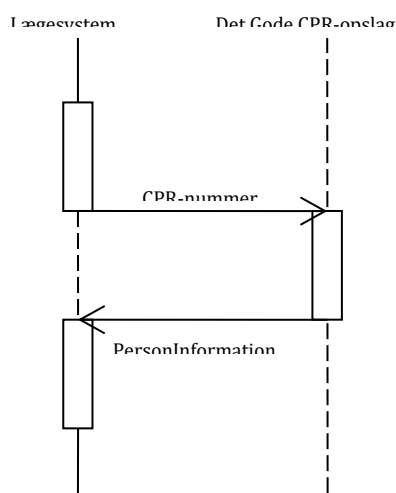 Lægesystem
Det Gode CPR-opslag
CPR-nummer
PersonInformation